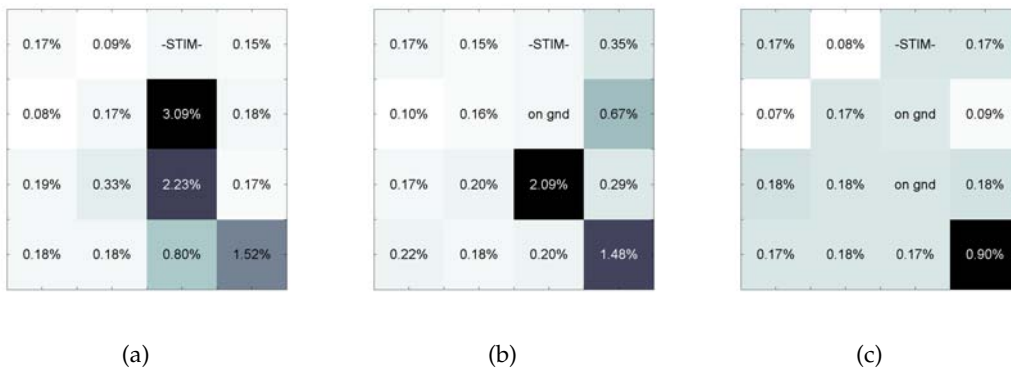 0.17% 0.09% -STIM- 0.15% 0.17% 0.15% -STIM- 0.35% 0.17% 0.08% -STIM- 0.17%
0.08% 0.17% 3.09% 0.18% 0.10% 0.16% on gnd 0.67% 0.07% 0.17% on gnd 0.09%
0.19% 0.33% 2.23% 0.17% 0.17% 0.20% 2.09% 0.29% 0.18% 0.18% on gnd 0.18%
0.18% 0.18% 0.80% 1.52% 0.22% 0.18% 0.20% 1.48% 0.17% 0.18% 0.17% 0.90%
(a) (b) (c)